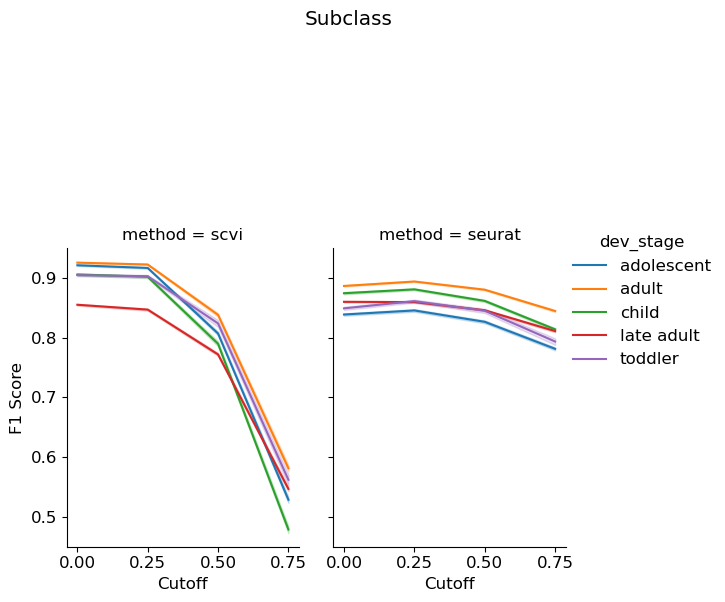 Subclass
method = scvi
method = seurat
dev_stage
adolescent
adult
child
late adult
toddler
F1 Score
0.9
0.8
0.7
0.6
0.5
0.00 0.25 0.50 0.75
0.00 0.25 0.50 0.75
Cutoff
Cutoff